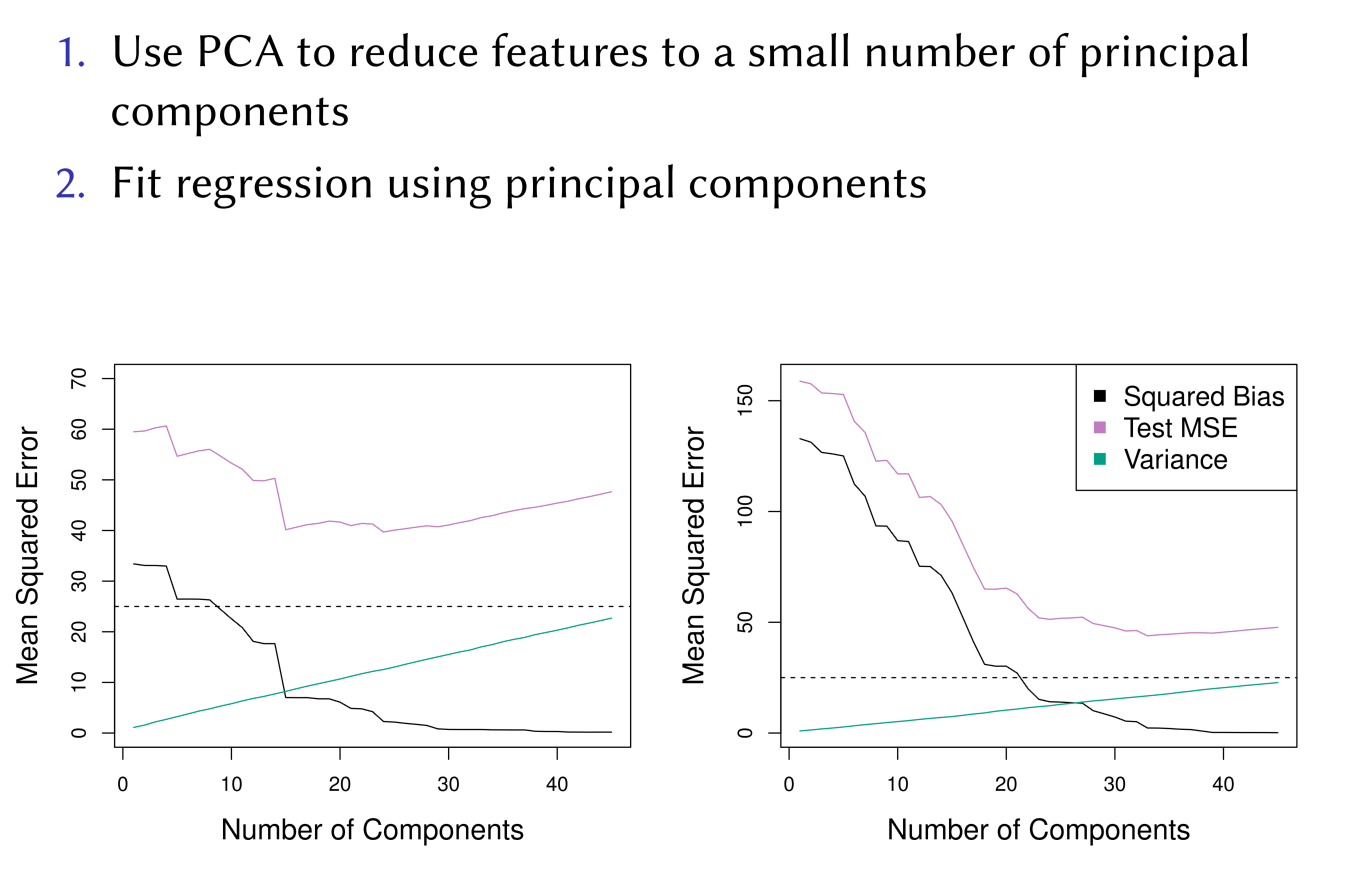 1. Use PCA to reduce features to a small number of principal
components
2. Fit regression using principal components
Mean Squared Error
70
60
50
40
30
20
10
0
0 10 20 30 40
Number of Components
Mean Squared Error
150
100
50
0
0 10 20 30 40
Number of Components
Squared Bias
Test MSE
Variance